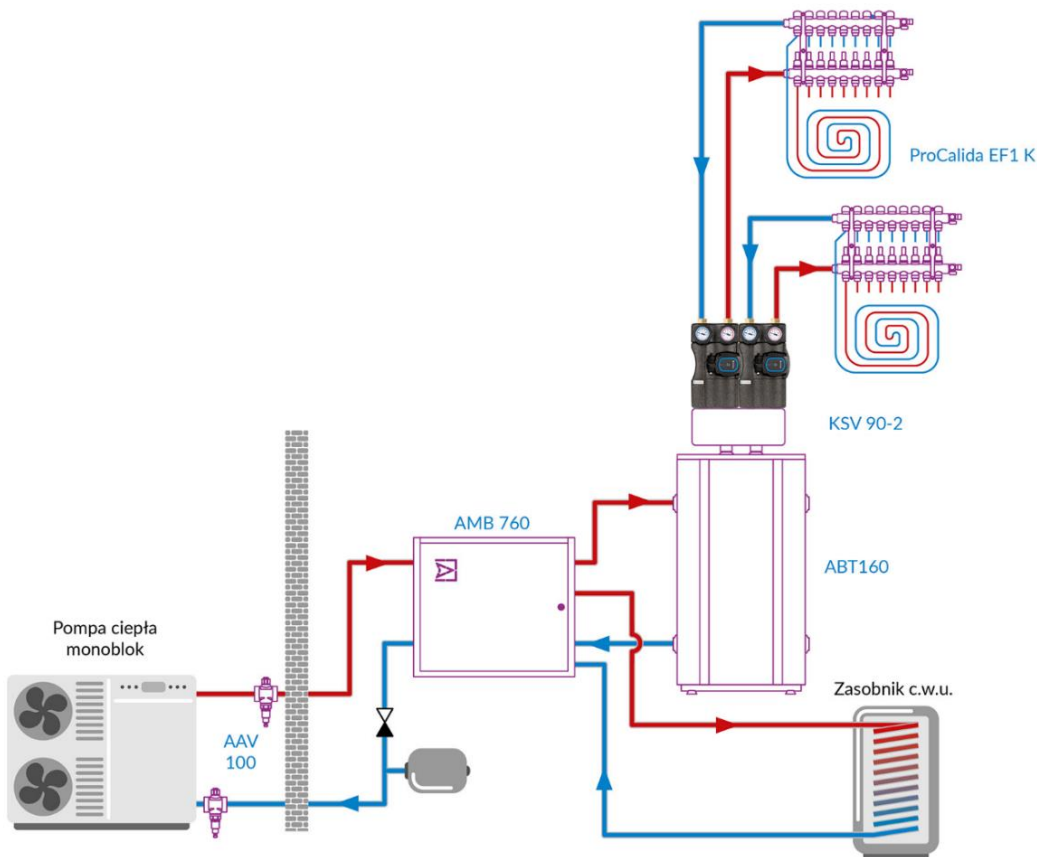 ProCalida EF1 K
KSV 90-2
AMB 760
ABT160
Pompa ciepła
monoblok
Zasobnik c.w.u.
AAV
100